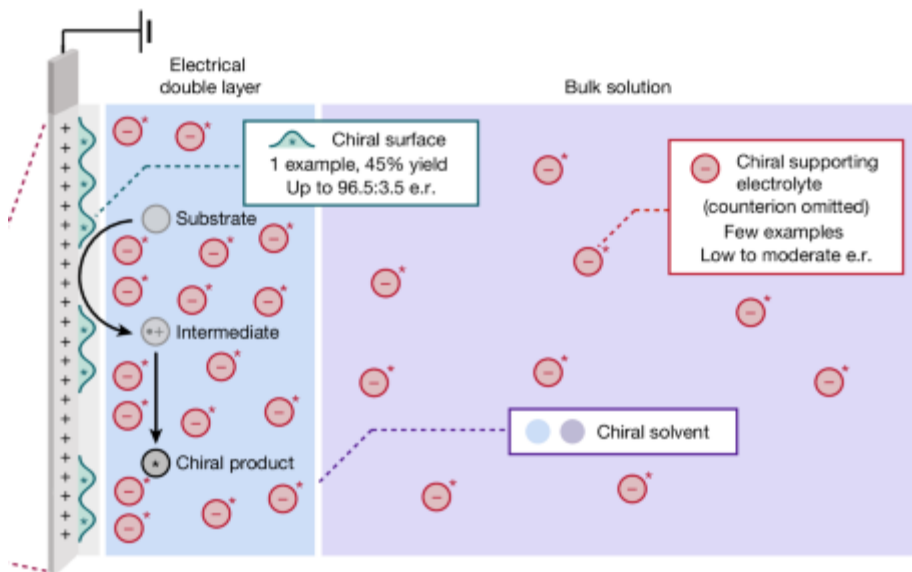 Electrical
double layer
Bulk solution
Chiral surface
1 example, 45% yield
Up to 96.5:3.5 e.r.
Chiral supporting
electrolyte
(counterion omitted)
Few examples
Low to moderate e.r.
Substrate
Intermediate
Chiral solvent
Chiral product